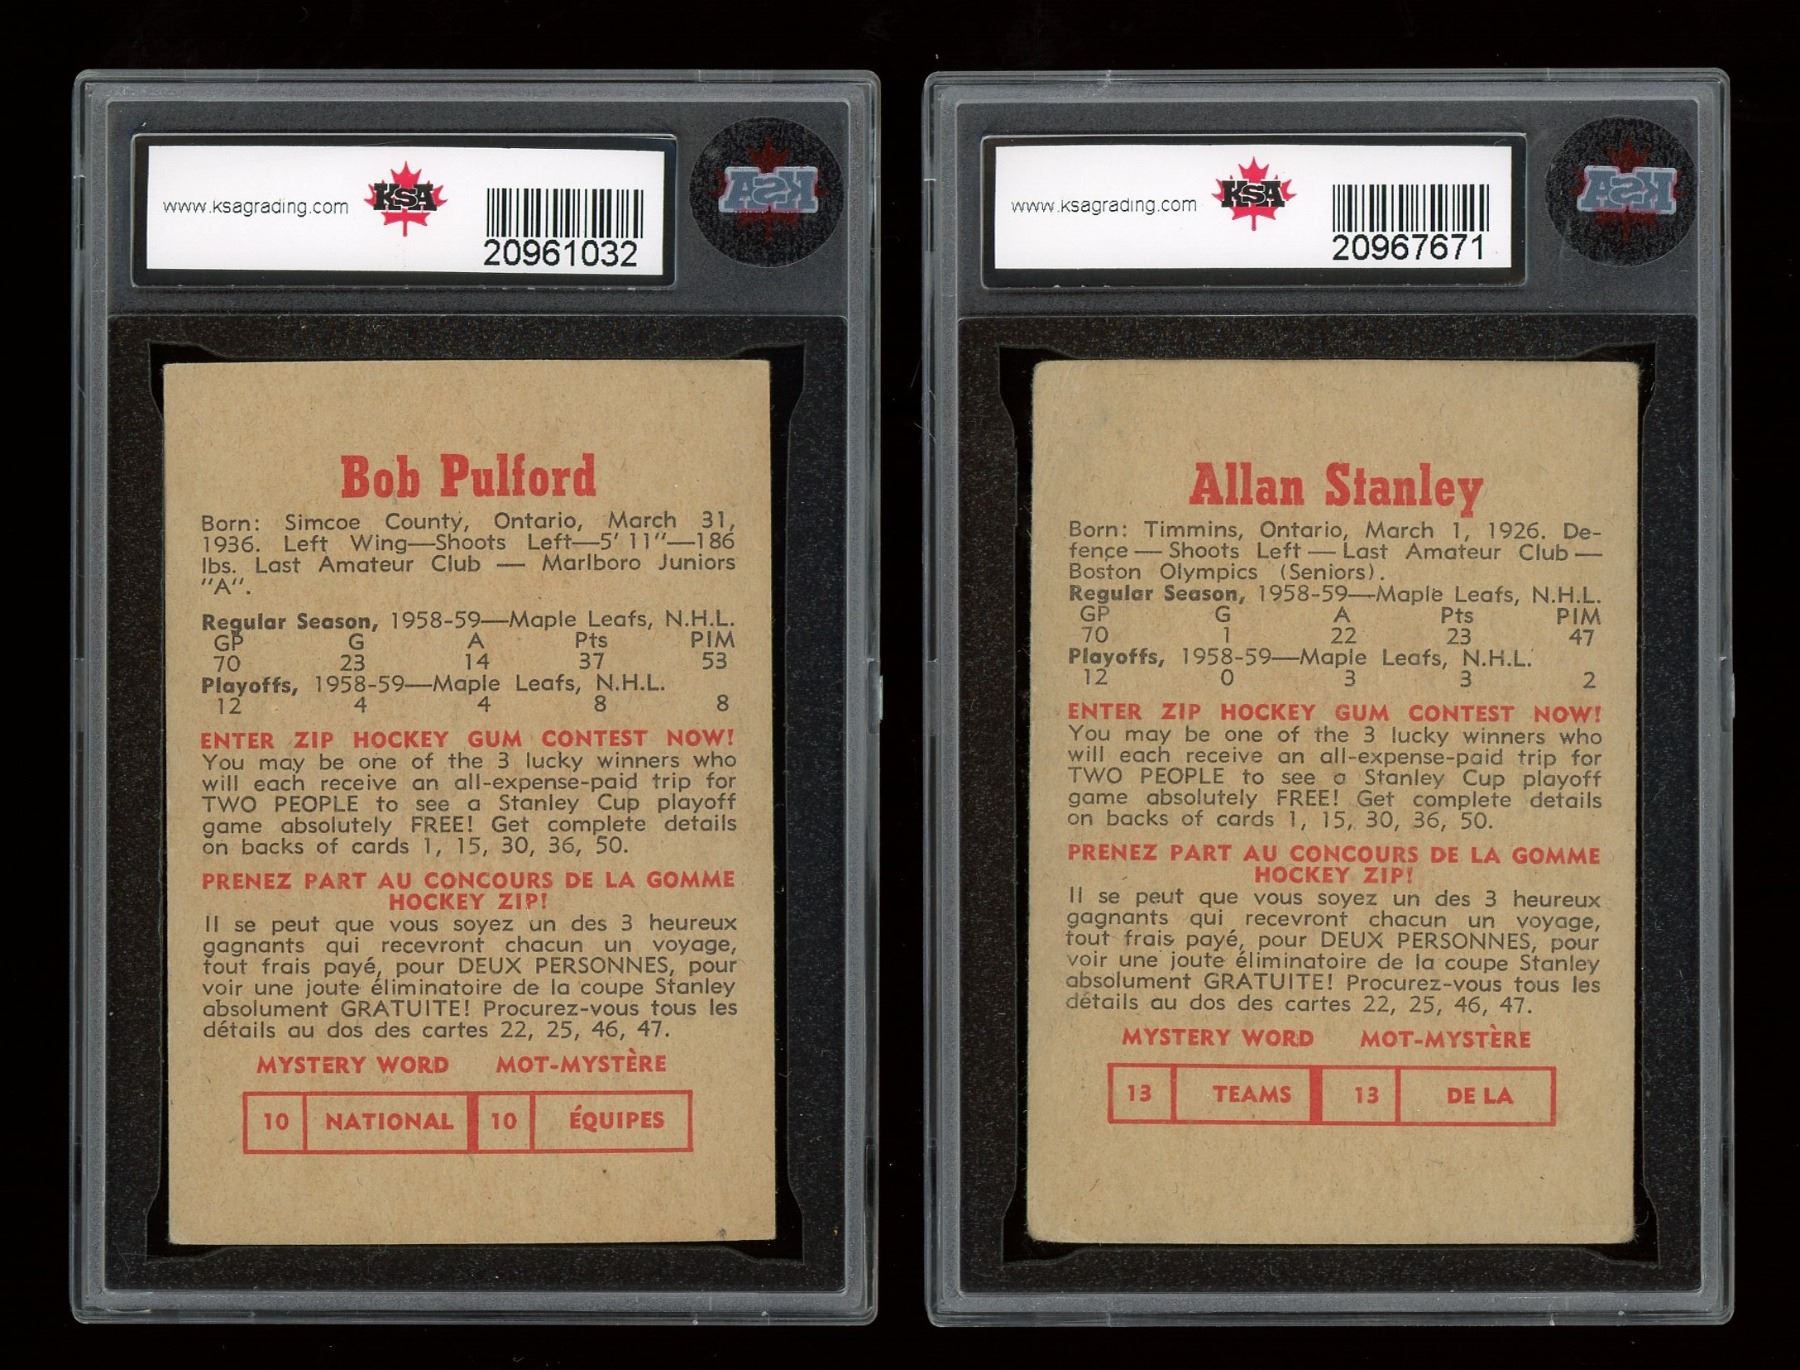 www.ksagrading.com
KSA
20961032
KSA
Bob Pulford
Born: Simcoe County, Ontario, March 31,
1936. Left Wing—Shoots Left—5' 11"—186
lbs. Last Amateur Club — Marlboro Juniors
"A".
Regular Season, 1958-59—Maple Leafs, N.H.L.
GP G A Pts PIM
70 23 14 37 53
Playoffs, 1958-59—Maple Leafs, N.H.L.
12 4 4 8 8
ENTER ZIP HOCKEY GUM CONTEST NOW!
You may be one of the 3 lucky winners who
will each receive an all-expense-paid trip for
TWO PEOPLE to see a Stanley Cup playoff
game absolutely FREE! Get complete details
on backs of cards 1, 15, 30, 36, 50.
PRENEZ PART AU CONCOURS DE LA GOMME
HOCKEY ZIP!
Il se peut que vous soyez un des 3 heureux
gagnants qui recevront chacun un voyage,
tout frais payé, pour DEUX PERSONNES, pour
voir une joute éliminatoire de la coupe Stanley
absolument GRATUITE! Procurez-vous tous les
détails au dos des cartes 22, 25, 46, 47.
MYSTERY WORD MOT-MYSTÈRE
10 NATIONAL 10 ÉQUIPES
www.ksagrading.com
KSA
20967671
KSA
Allan Stanley
Born: Timmins, Ontario, March 1, 1926. De-
fence — Shoots Left — Last Amateur Club —
Boston Olympics (Seniors).
Regular Season, 1958-59—Maple Leafs, N.H.L.
GP G A Pts PIM
70 1 22 23 47
Playoffs, 1958-59—Maple Leafs, N.H.L.
12 0 3 3 2
ENTER ZIP HOCKEY GUM CONTEST NOW!
You may be one of the 3 lucky winners who
will each receive an all-expense-paid trip for
TWO PEOPLE to see a Stanley Cup playoff
game absolutely FREE! Get complete details
on backs of cards 1, 15, 30, 36, 50.
PRENEZ PART AU CONCOURS DE LA GOMME
HOCKEY ZIP!
Il se peut que vous soyez un des 3 heureux
gagnants qui recevront chacun un voyage,
tout frais payé, pour DEUX PERSONNES, pour
voir une joute éliminatoire de la coupe Stanley
absolument GRATUITE! Procurez-vous tous les
détails au dos des cartes 22, 25, 46, 47.
MYSTERY WORD MOT-MYSTÈRE
13 TEAMS 13 DE LA